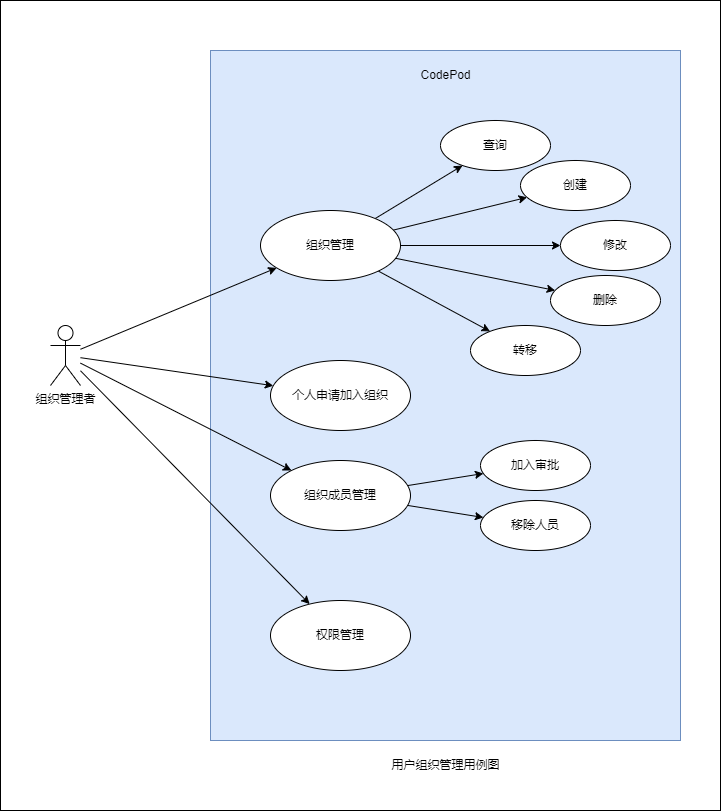 CodePod
查询
创建
组织管理
修改
删除
转移
组织管理者
个人申请加入组织
加入审批
组织成员管理
移除人员
权限管理
用户组织管理用例图